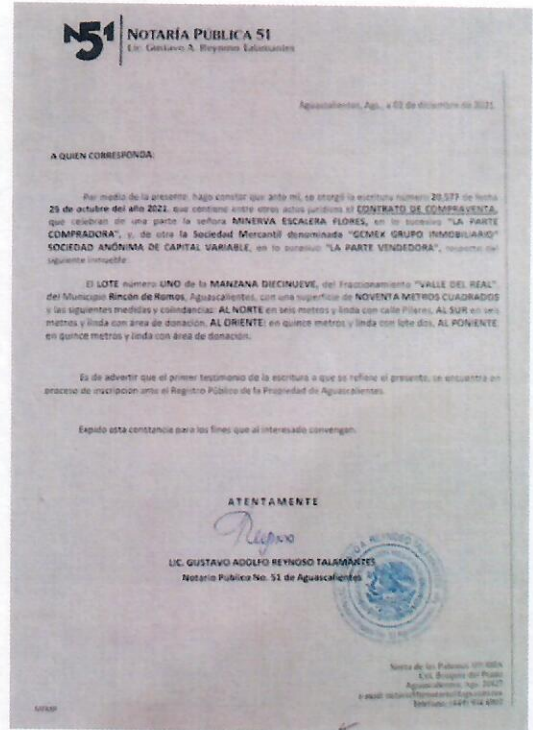 N51 NOTARÍA PÚBLICA 51
Lic. Gustavo A. Reynoso Talamantes
Aguascalientes, Ags., a 02 de diciembre de 2021.
A QUIEN CORRESPONDA:
Por medio de la presente, hago constar que ante mí, se otorgó la escritura número 20,577 de fecha
25 de octubre del año 2021, que contiene entre otros actos jurídicos el CONTRATO DE COMPRAVENTA,
que celebran de una parte la señora MINERVA ESCALERA FLORES, en lo sucesivo "LA PARTE
COMPRADORA", y, de otra la Sociedad Mercantil denominada "GCMEX GRUPO INMOBILIARIO"
SOCIEDAD ANÓNIMA DE CAPITAL VARIABLE, en lo sucesivo "LA PARTE VENDEDORA", respecto del
siguiente inmueble:
El LOTE número UNO de la MANZANA DIECINUEVE, del Fraccionamiento "VALLE DEL REAL",
del Municipio Rincón de Romos, Aguascalientes, con una superficie de NOVENTA METROS CUADRADOS
y las siguientes medidas y colindancias: AL NORTE en seis metros y linda con calle Pilares, AL SUR en seis
metros y linda con área de donación, AL ORIENTE: en quince metros y linda con lote dos, AL PONIENTE:
en quince metros y linda con área de donación.
Es de advertir que el primer testimonio de la escritura a que se refiere el presente, se encuentra en
proceso de inscripción ante el Registro Público de la Propiedad de Aguascalientes.
Expido esta constancia para los fines que al interesado convengan.
ATENTAMENTE
LIC. GUSTAVO ADOLFO REYNOSO TALAMANTES
Notario Público No. 51 de Aguascalientes
Col. Bosques del Prado
Aguascalientes, Ags. 20127